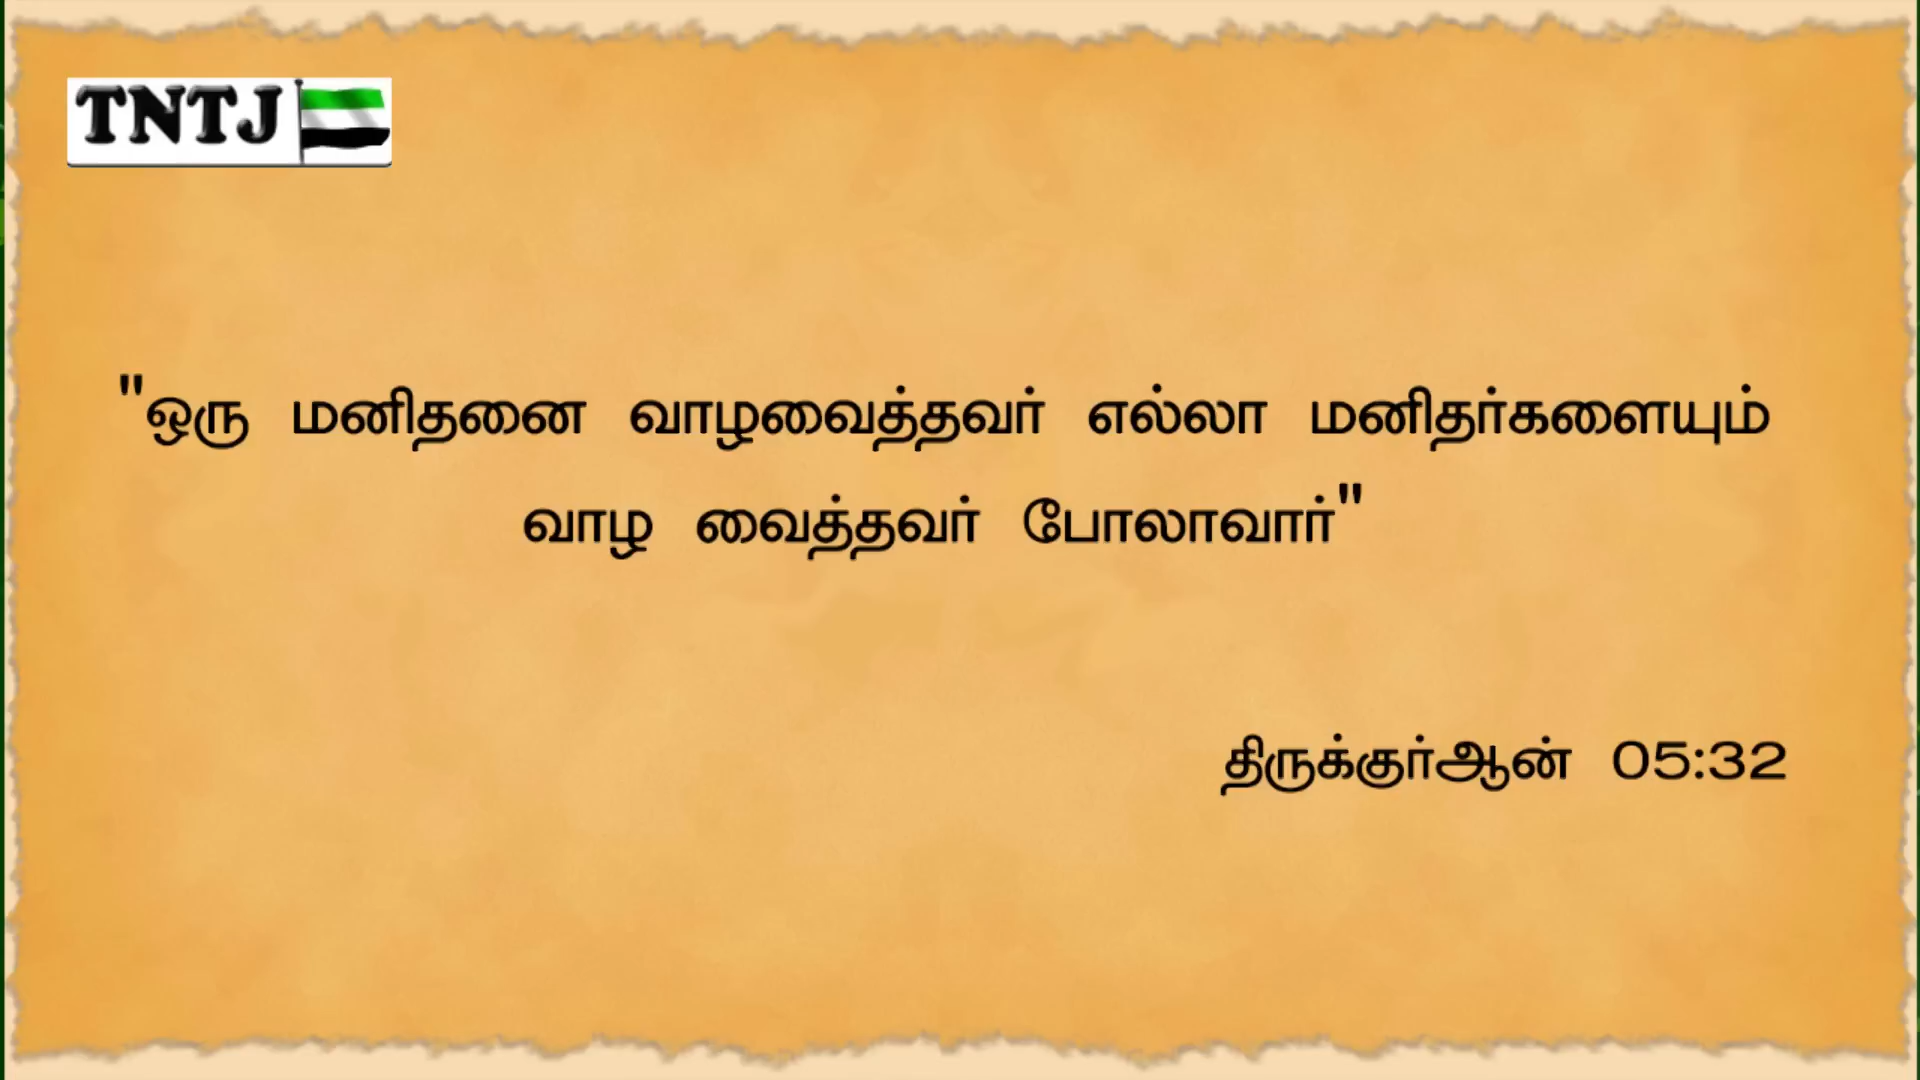 TNTJ
"ஒரு மனிதனை வாழவைத்தவர் எல்லா மனிதர்களையும்
வாழ வைத்தவர் போலாவார்"
திருக்குர்ஆன் 05:32